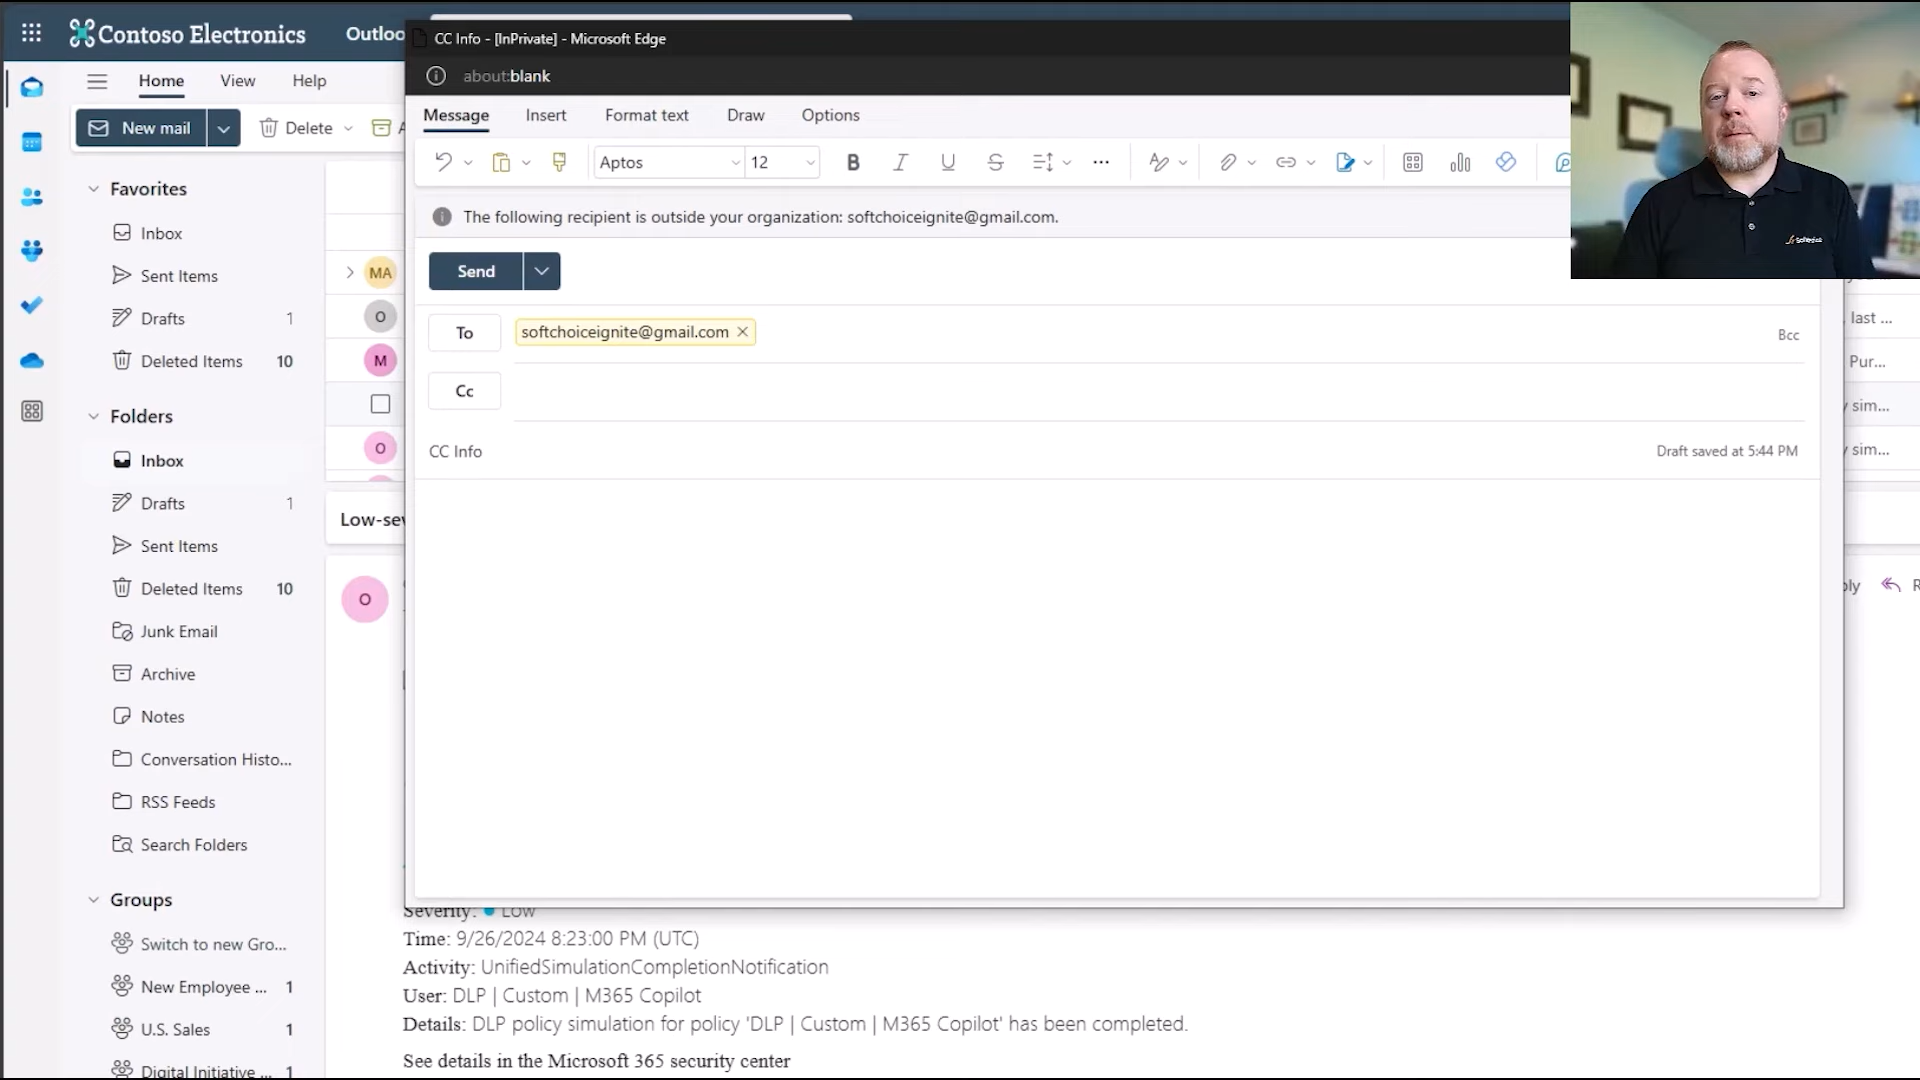 Contoso Electronics
Outloo
CC Info - [InPrivate] - Microsoft Edge
about:blank
Home
View
Help
Message
Insert
Format text
Draw
Options
New mail
Delete
A
Aptos
12
B
I
U
S
The following recipient is outside your organization: softchoiceignite@gmail.com.
Send
To
softchoiceignite@gmail.com
Bcc
Cc
CC Info
Draft saved at 5:44 PM
Favorites
Inbox
Sent Items
Drafts 1
Deleted Items 10
Folders
Inbox
Drafts 1
Sent Items
Deleted Items 10
Junk Email
Archive
Notes
Conversation Histo...
RSS Feeds
Search Folders
Groups
Switch to new Gro...
New Employee ... 1
U.S. Sales 1
Digital Initiative ... 1
MA
O
M
O
last ...
Pur...
sim...
sim...
Low-sev
O
ply
R
Severity: Low
Time: 9/26/2024 8:23:00 PM (UTC)
Activity: UnifiedSimulationCompletionNotification
User: DLP | Custom | M365 Copilot
Details: DLP policy simulation for policy 'DLP | Custom | M365 Copilot' has been completed.
See details in the Microsoft 365 security center